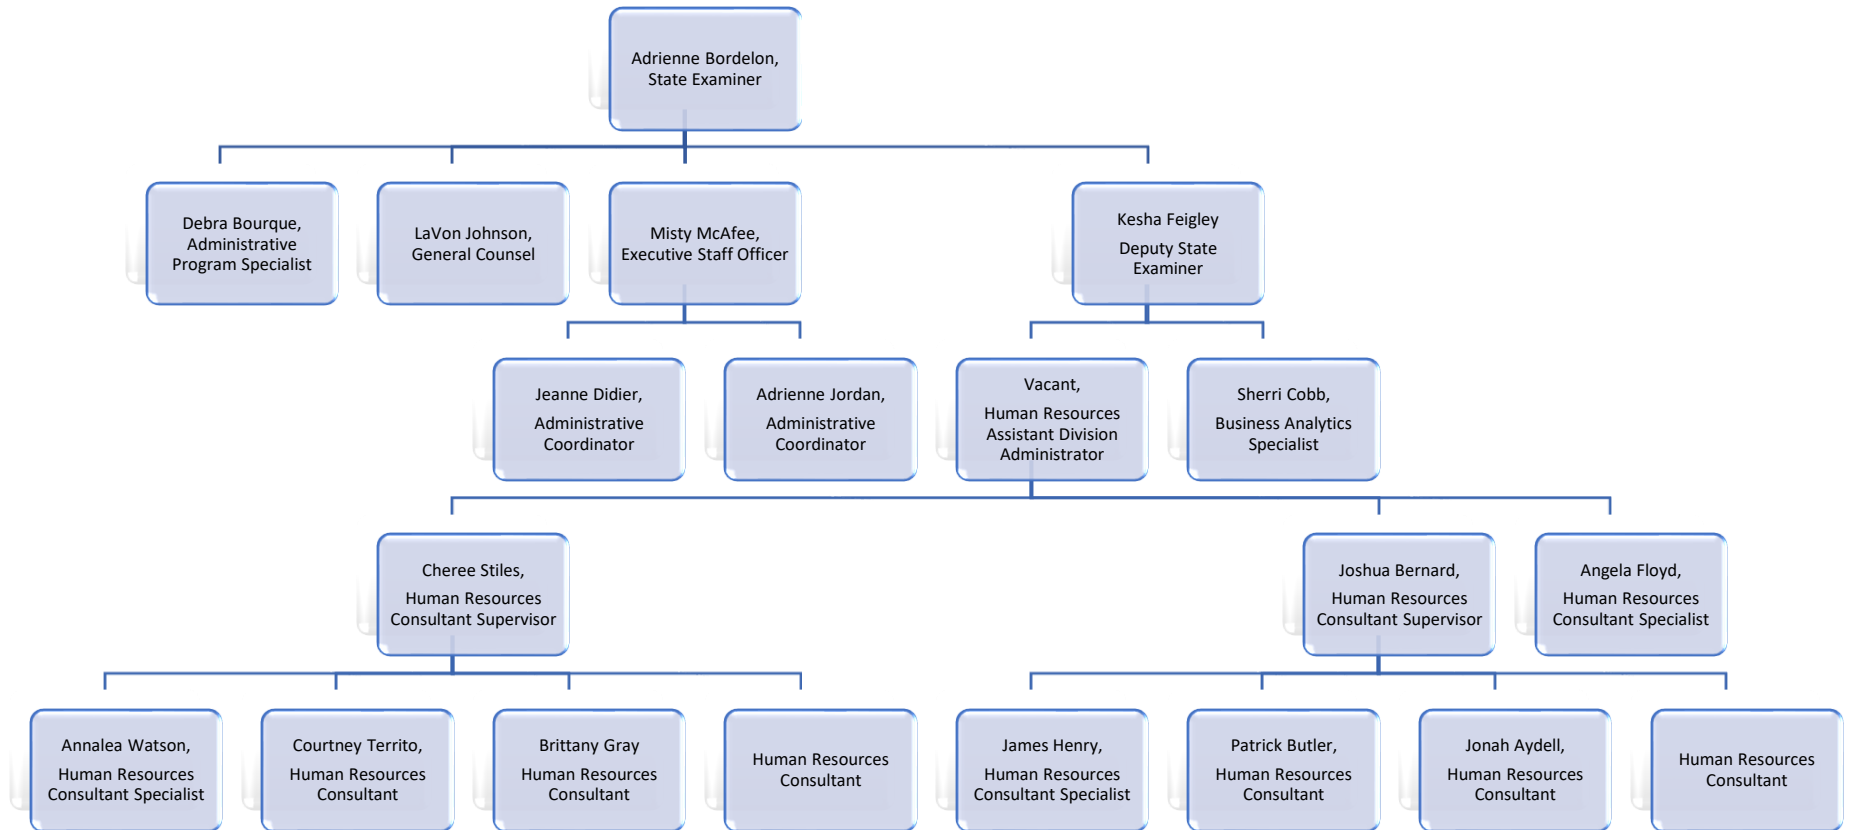 Adrienne Bordelon,
State Examiner
Debra Bourque,
Administrative
Program Specialist
LaVon Johnson,
General Counsel
Misty McAfee,
Executive Staff Officer
Kesha Feigley
Deputy State
Examiner
Jeanne Didier,
Administrative
Coordinator
Adrienne Jordan,
Administrative
Coordinator
Vacant,
Human Resources
Assistant Division
Administrator
Sherri Cobb,
Business Analytics
Specialist
Cheree Stiles,
Human Resources
Consultant Supervisor
Joshua Bernard,
Human Resources
Consultant Supervisor
Angela Floyd,
Human Resources
Consultant Specialist
Annalea Watson,
Human Resources
Consultant Specialist
Courtney Territo,
Human Resources
Consultant
Brittany Gray
Human Resources
Consultant
Human Resources
Consultant
James Henry,
Human Resources
Consultant Specialist
Patrick Butler,
Human Resources
Consultant
Jonah Aydell,
Human Resources
Consultant
Human Resources
Consultant